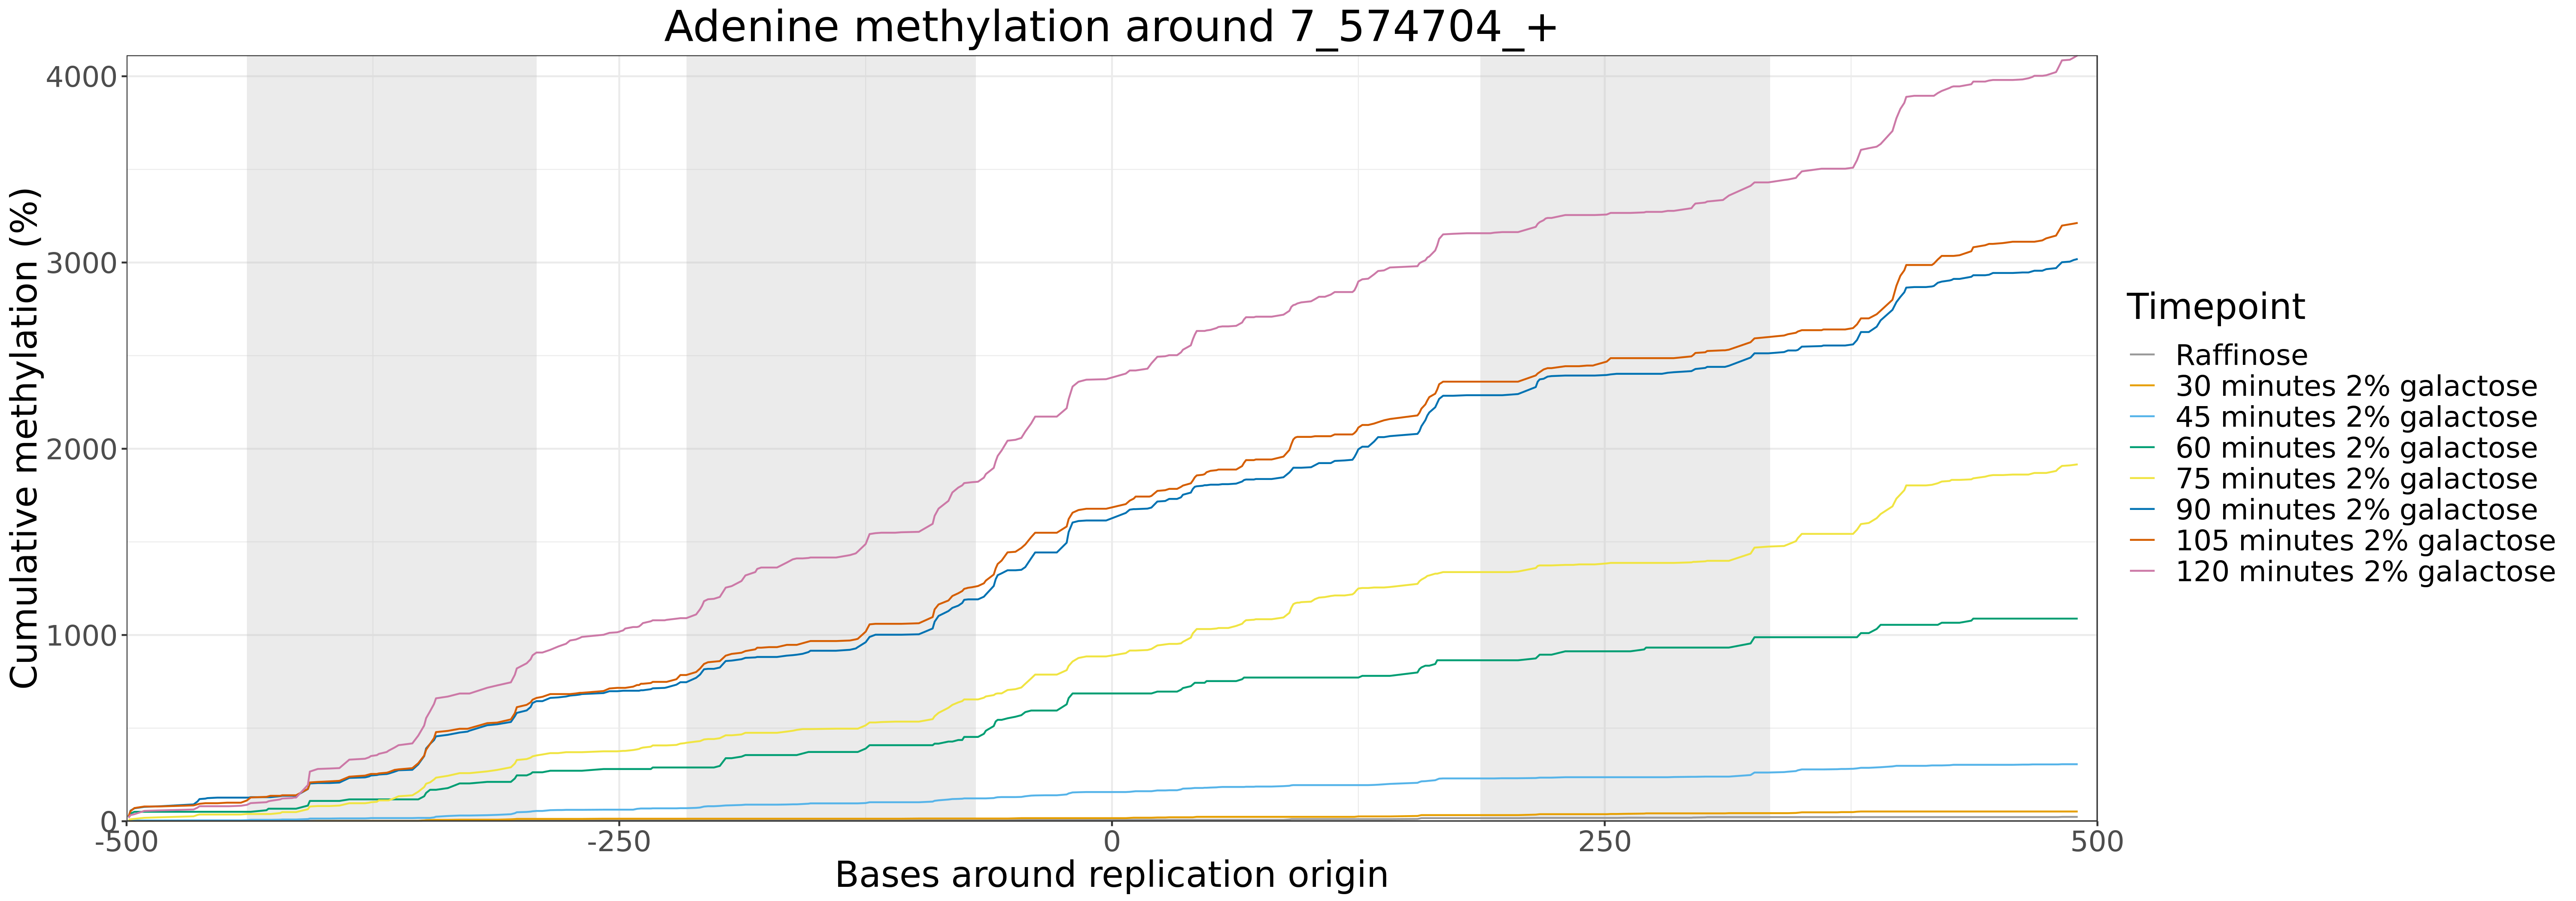 Adenine methylation around 7_574704_+
Cumulative methylation (%)
4000
3000
2000
1000
0
-500
-250
0
250
500
Bases around replication origin
Timepoint
Raffinose
30 minutes 2% galactose
45 minutes 2% galactose
60 minutes 2% galactose
75 minutes 2% galactose
90 minutes 2% galactose
105 minutes 2% galactose
120 minutes 2% galactose